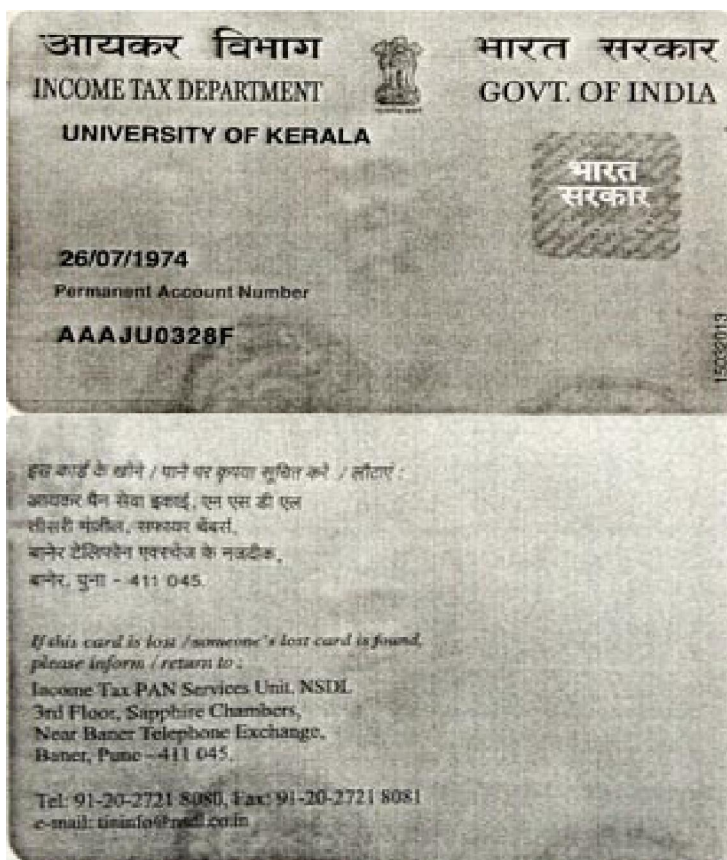 आयकर विभाग भारत सरकार
INCOME TAX DEPARTMENT GOVT. OF INDIA
UNIVERSITY OF KERALA
भारत
सरकार
26/07/1974
Permanent Account Number
AAAJU0328F
15032013
इस कार्ड के खोने / पाने पर कृपया सूचित करें / लौटाएं :
आयकर पैन सेवा इकाई, एन एस डी एल
तीसरी मंज़ील, सफायर चेंबर्स,
बानेर टेलिफोन एक्स्चेंज के नजदीक,
बानेर, पुना - 411 045.
If this card is lost / someone's lost card is found,
please inform / return to :
Income Tax PAN Services Unit, NSDL
3rd Floor, Sapphire Chambers,
Near Baner Telephone Exchange,
Baner, Pune - 411 045.
Tel: 91-20-2721 8080, Fax: 91-20-2721 8081
e-mail: tininfo@nsdl.co.in